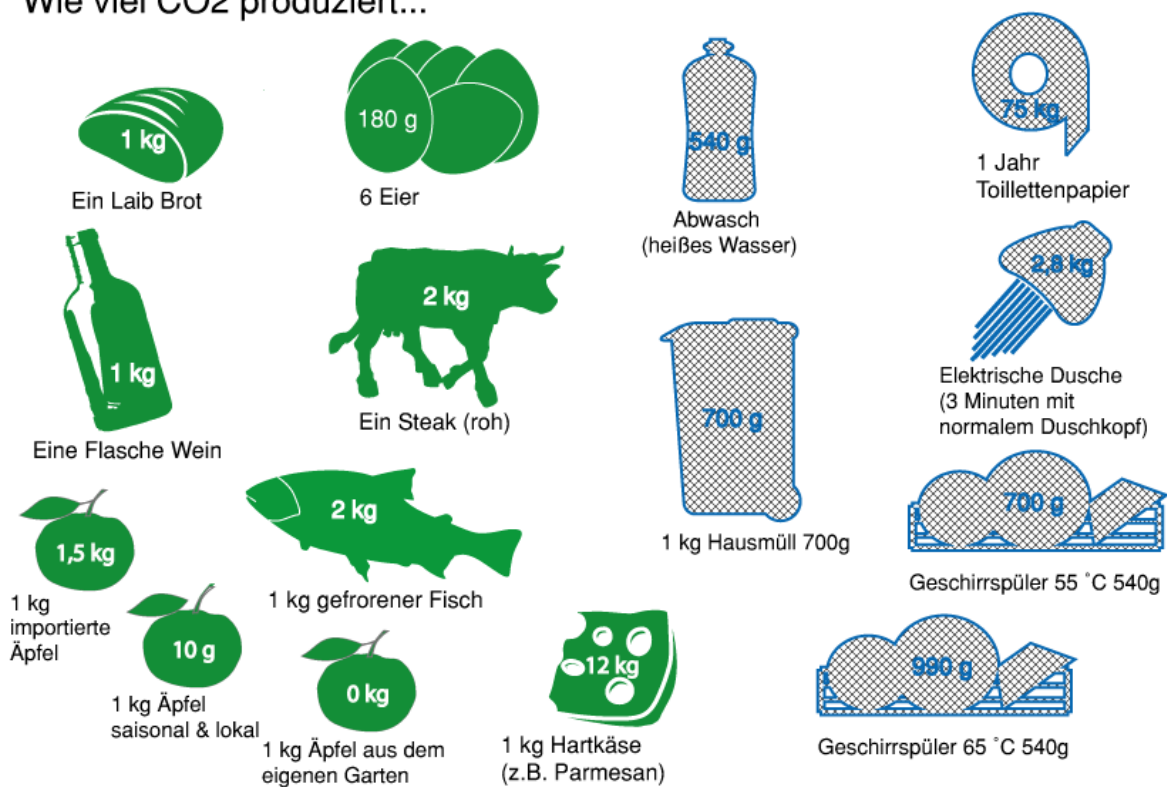 Wie viel CO2 produziert...
1 kg
Ein Laib Brot
180 g
6 Eier
540 g
Abwasch
(heißes Wasser)
75 kg
1 Jahr
Toillettenpapier
1 kg
Eine Flasche Wein
2 kg
Ein Steak (roh)
700 g
1 kg Hausmüll 700g
2,8 kg
Elektrische Dusche
(3 Minuten mit
normalem Duschkopf)
1,5 kg
1 kg
importierte
Äpfel
10 g
1 kg Äpfel
saisonal & lokal
2 kg
1 kg gefrorener Fisch
0 kg
1 kg Äpfel aus dem
eigenen Garten
12 kg
1 kg Hartkäse
(z.B. Parmesan)
700 g
Geschirrspüler 55 °C 540g
990 g
Geschirrspüler 65 °C 540g